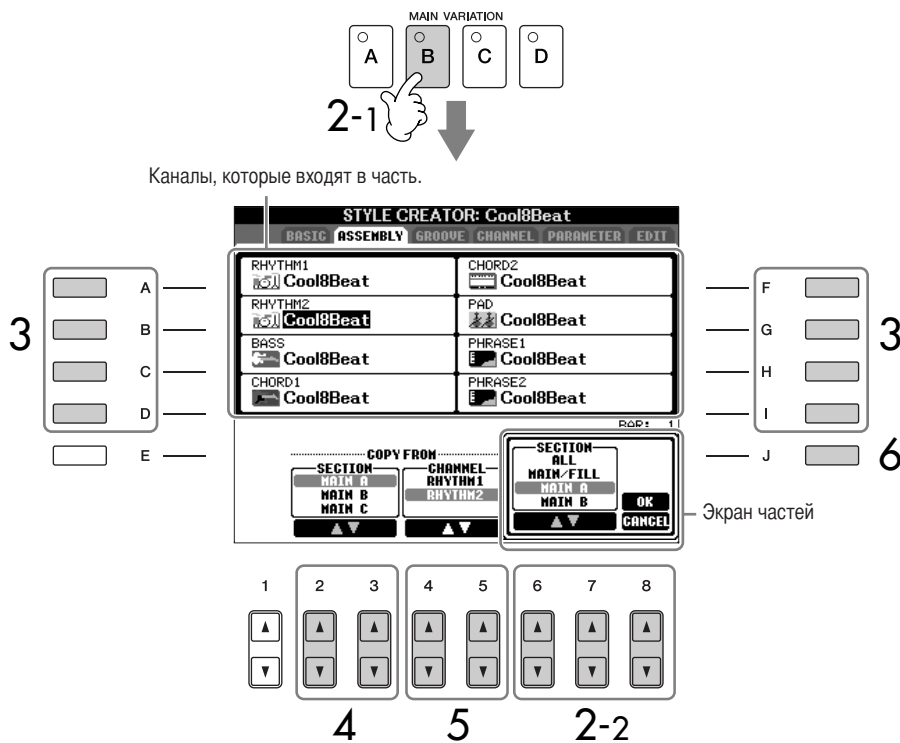 MAIN VARIATION
A B C D
2-1
Каналы, которые входят в часть.
STYLE CREATOR: Cool8Beat
BASIC ASSEMBLY GROOVE CHANNEL PARAMETER EDIT
RHYTHM1
Cool8Beat
CHORD2
Cool8Beat
RHYTHM2
Cool8Beat
PAD
Cool8Beat
BASS
Cool8Beat
PHRASE1
Cool8Beat
CHORD1
Cool8Beat
PHRASE2
Cool8Beat
3
A
B
C
D
E
F
G
H
I
J
3
6
BAR: 1
COPY FROM
SECTION
MAIN A
MAIN B
MAIN C
CHANNEL
RHYTHM1
RHYTHM2
SECTION
ALL
MAIN/FILL
MAIN A
MAIN B
OK
CANCEL
Экран частей
1 2 3 4 5 6 7 8
4 5 2-2